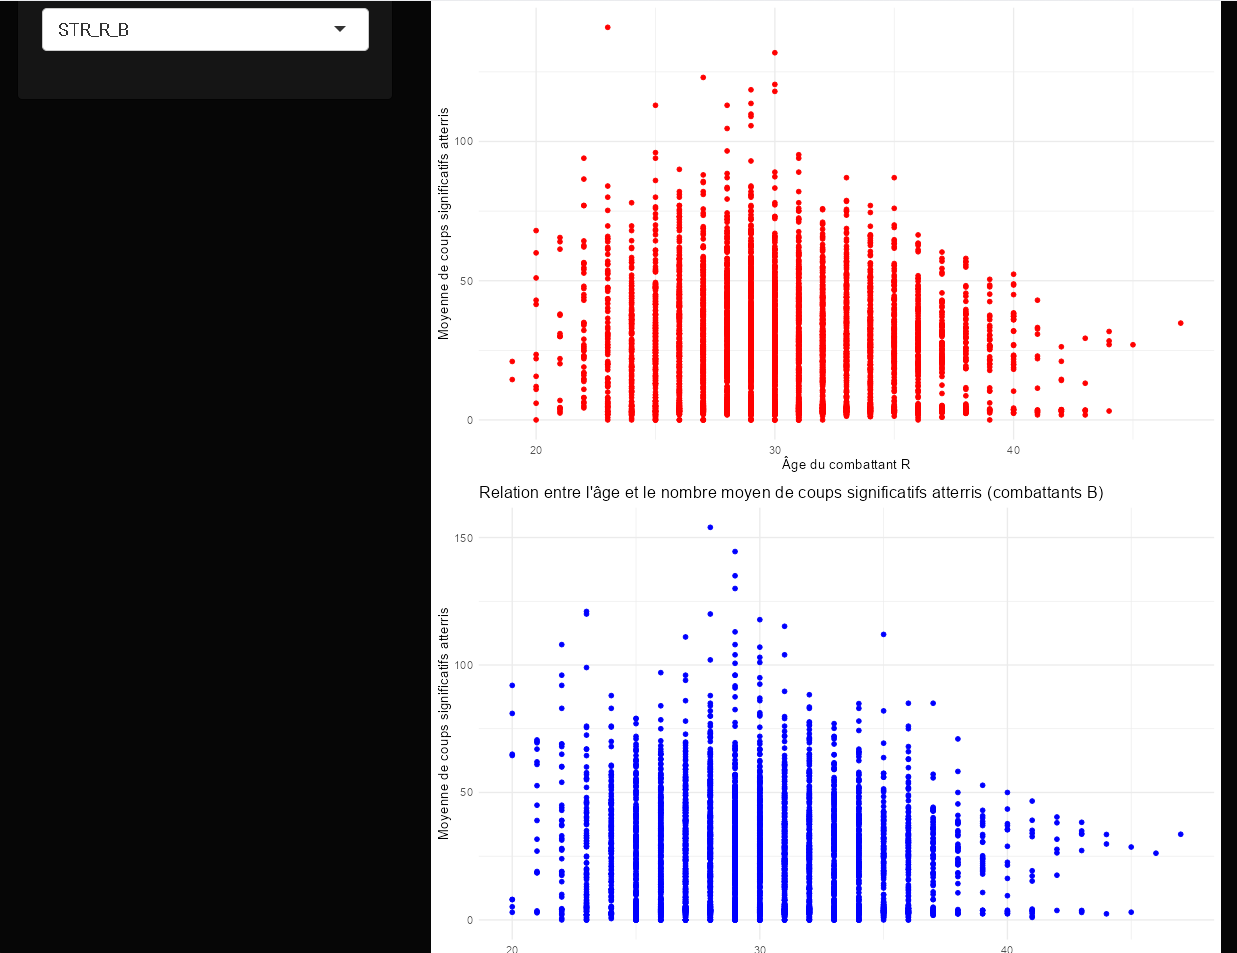 STR_R_B
Moyenne de coups significatifs atterris
100
50
0
20
30
40
Âge du combattant R
Relation entre l'âge et le nombre moyen de coups significatifs atterris (combattants B)
Moyenne de coups significatifs atterris
150
100
50
0
20
30
40